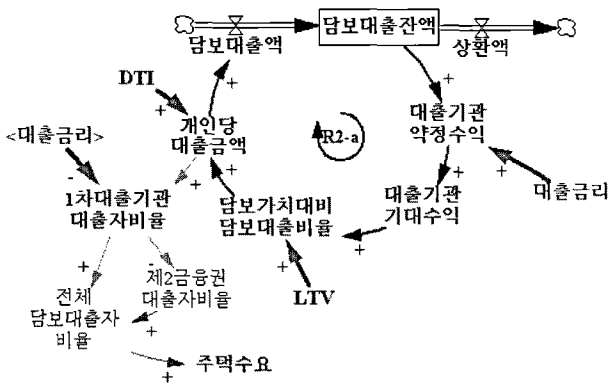 담보대출액
담보대출잔액
상환액
DTI
+
+
+
개인당
대출금액
R2-a
대출기관
약정수익
<대출금리>
-
+
+
+
+
대출금리
1차대출기관
대출자비율
담보가치대비
담보대출비율
대출기관
기대수익
+
+
-
제2금융권
대출자비율
+
LTV
전체
담보대출자
비율
+
주택수요
+